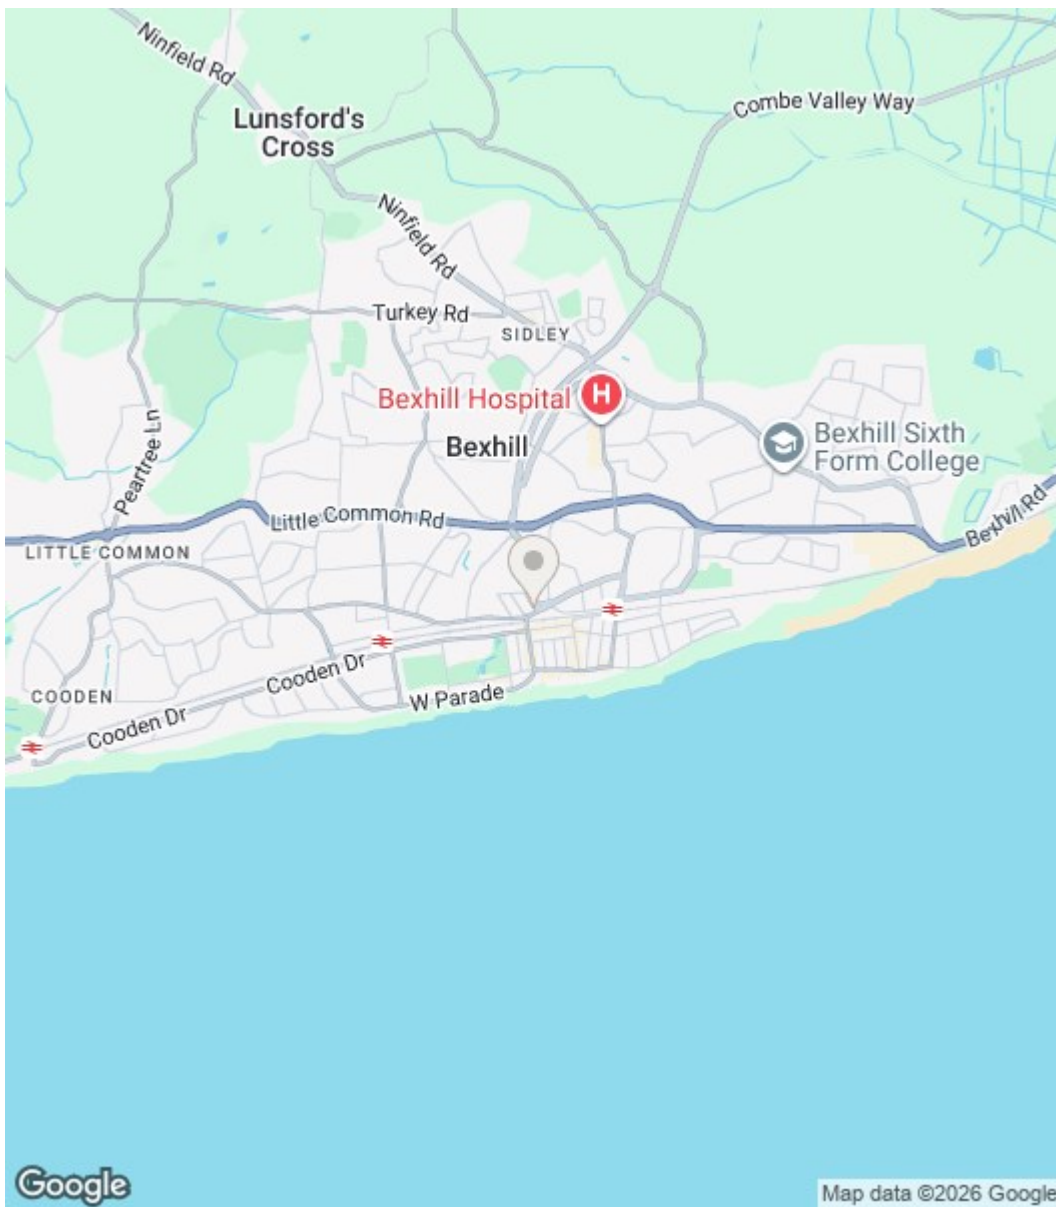 Ninfield Rd
Combe Valley Way
Lunsford's
Cross
Ninfield Rd
Turkey Rd
SIDLEY
Bexhill Hospital
H
Bexhill
Bexhill Sixth
Form College
Peartree Ln
Little Common Rd
Bexhill Rd
LITTLE COMMON
Cooden Dr
COODEN
W Parade
Cooden Dr
Google
Map data ©2026 Google